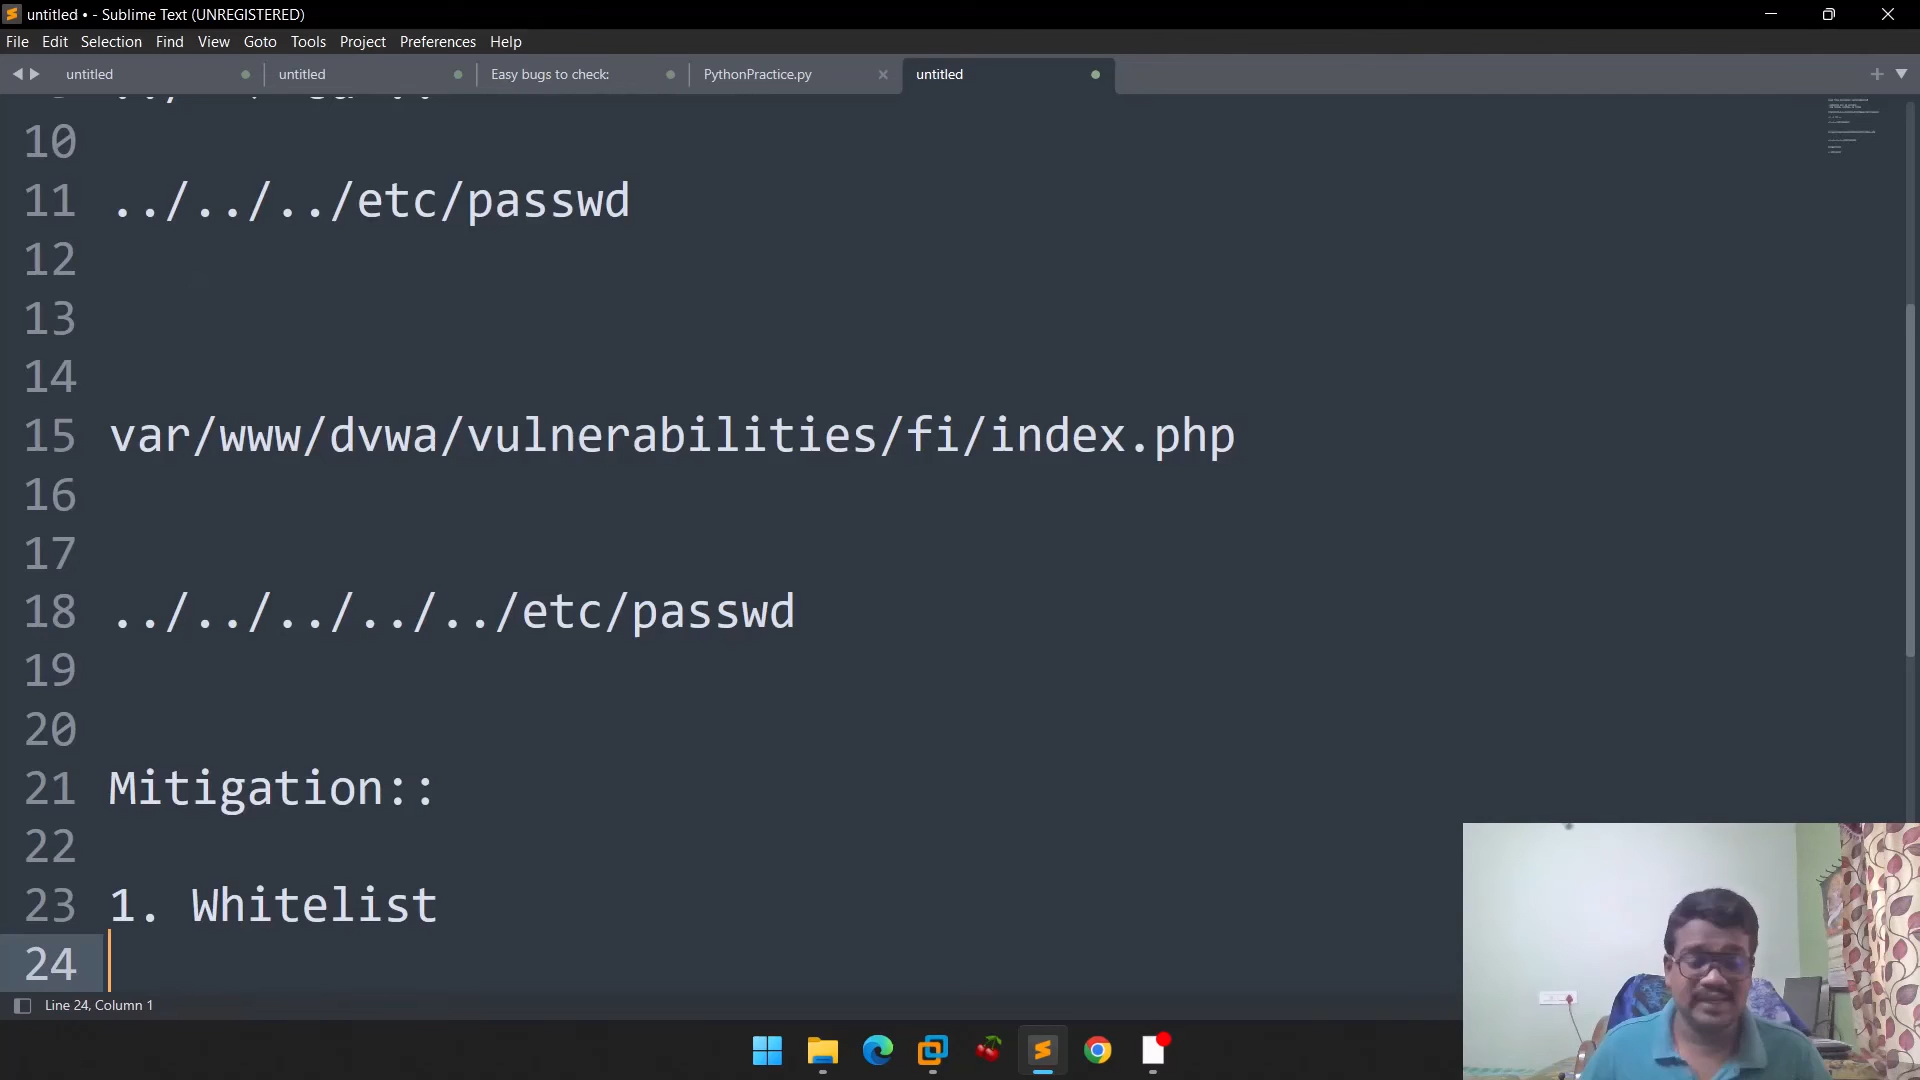 untitled • - Sublime Text (UNREGISTERED)
File Edit Selection Find View Goto Tools Project Preferences Help
untitled untitled Easy bugs to check: PythonPractice.py untitled
10
11 ../../../etc/passwd
12
13
14
15 var/www/dvwa/vulnerabilities/fi/index.php
16
17
18 ../../../../../etc/passwd
19
20
21 Mitigation::
22
23 1. Whitelist
24
Line 24, Column 1